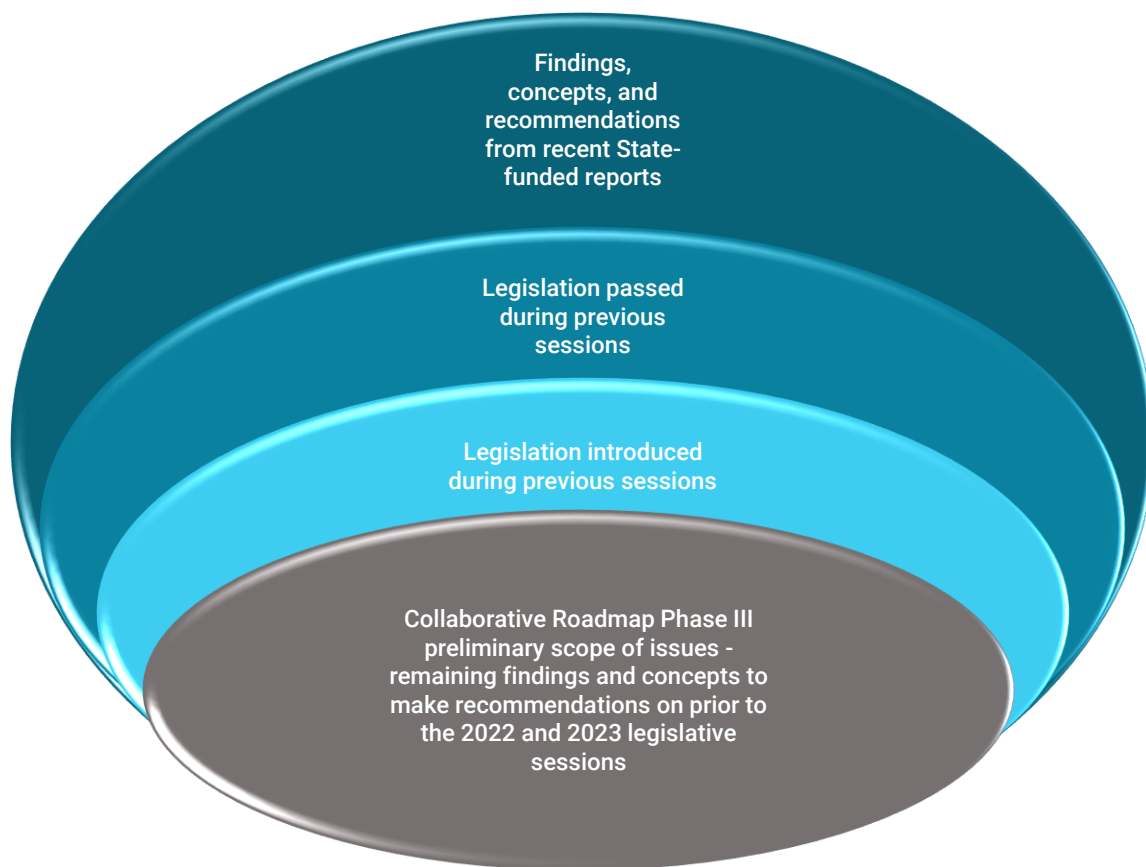 Findings,
concepts, and
recommendations
from recent State-
funded reports
Legislation passed
during previous
sessions
Legislation introduced
during previous sessions
Collaborative Roadmap Phase III
preliminary scope of issues -
remaining findings and concepts to
make recommendations on prior to
the 2022 and 2023 legislative
sessions